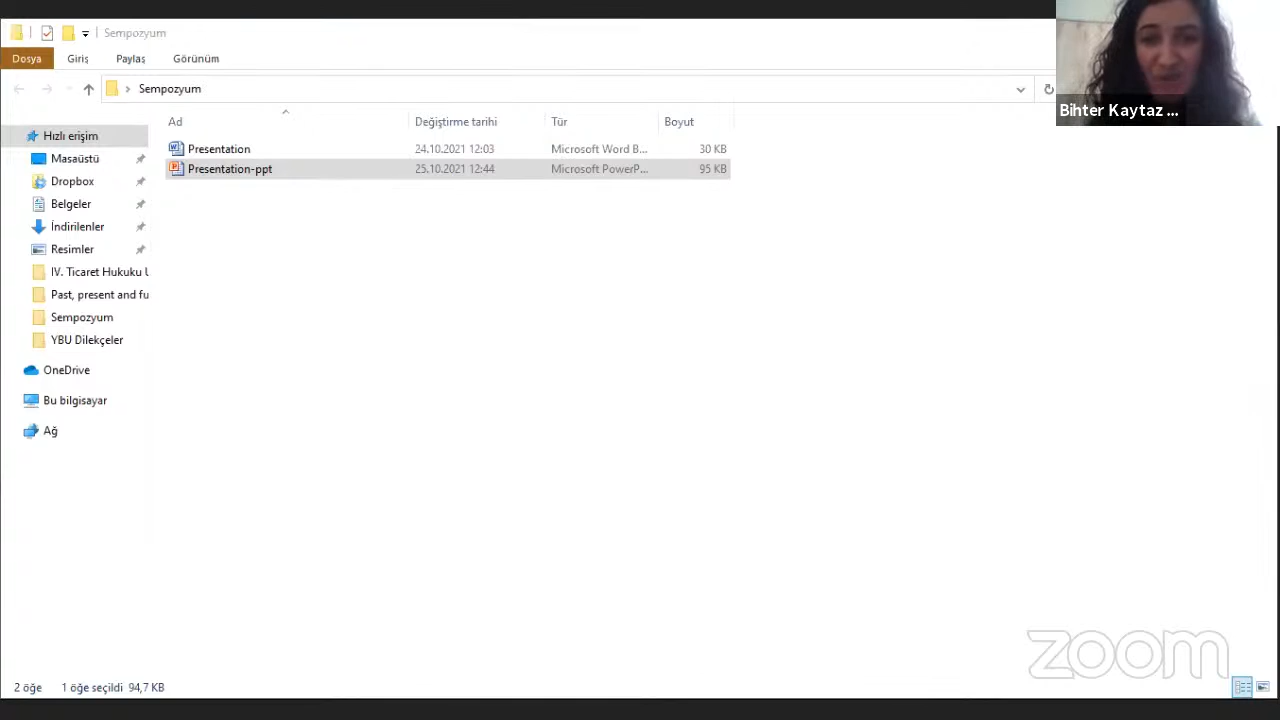 Sempozyum
Dosya Giriş Paylaş Görünüm
Sempozyum
Bihter Kaytaz ...
Ad Değiştirme tarihi Tür Boyut
Presentation 24.10.2021 12:03 Microsoft Word B... 30 KB
Presentation-ppt 25.10.2021 12:44 Microsoft PowerP... 95 KB
Hızlı erişim
Masaüstü
Dropbox
Belgeler
İndirilenler
Resimler
IV. Ticaret Hukuku U
Past, present and fu
Sempozyum
YBU Dilekçeler
OneDrive
Bu bilgisayar
Ağ
zoom
2 öğe 1 öğe seçildi 94,7 KB